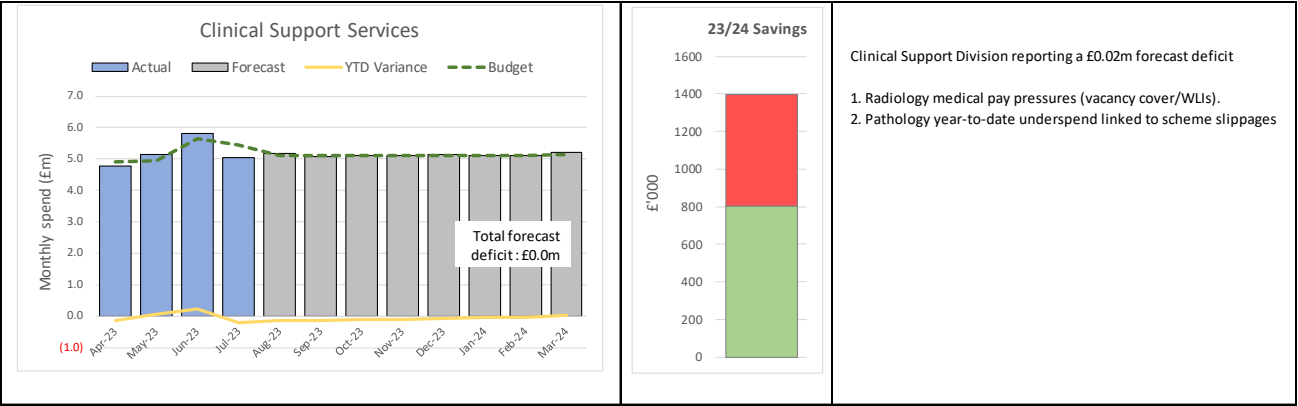 Clinical Support Services
Actual Forecast YTD Variance Budget
7.0
6.0
5.0
4.0
3.0
2.0
1.0
0.0
(1.0)
Monthly spend (£m)
Total forecast
deficit : £0.0m
Apr-23 May-23 Jun-23 Jul-23 Aug-23 Sep-23 Oct-23 Nov-23 Dec-23 Jan-24 Feb-24 Mar-24
23/24 Savings
1600
1400
1200
1000
800
600
400
200
0
£'000
Clinical Support Division reporting a £0.02m forecast deficit
1. Radiology medical pay pressures (vacancy cover/WLIs).
2. Pathology year-to-date underspend linked to scheme slippages